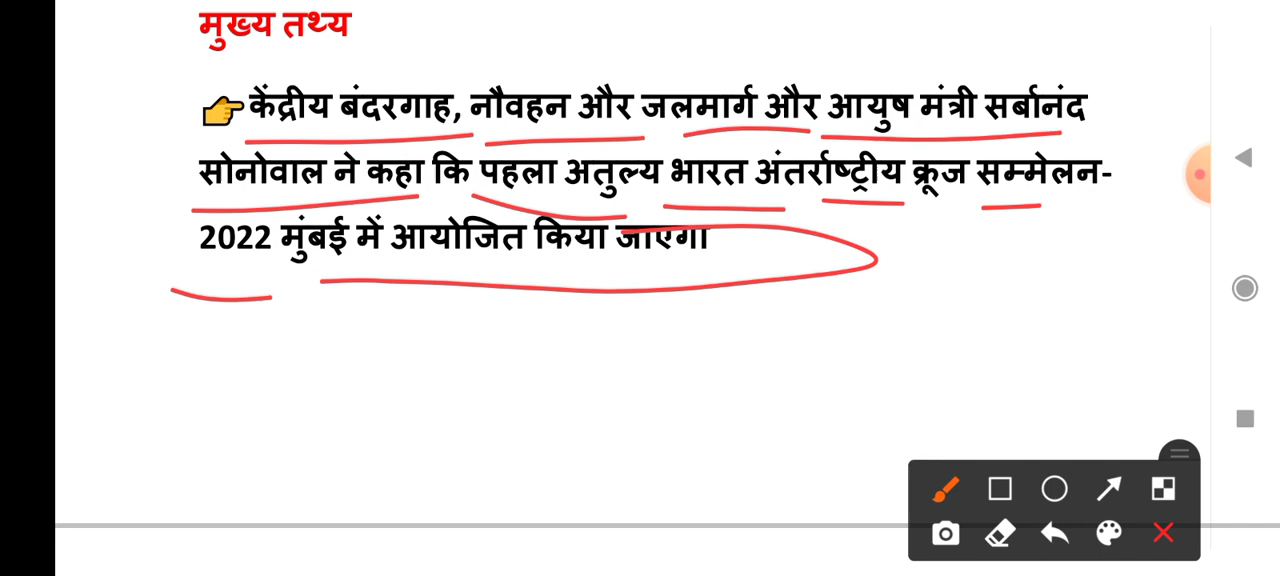 मुख्य तथ्य
👉केंद्रीय बंदरगाह, नौवहन और जलमार्ग और आयुष मंत्री सर्बानंद
सोनोवाल ने कहा कि पहला अतुल्य भारत अंतर्राष्ट्रीय क्रूज सम्मेलन-
2022 मुंबई में आयोजित किया जाएगा